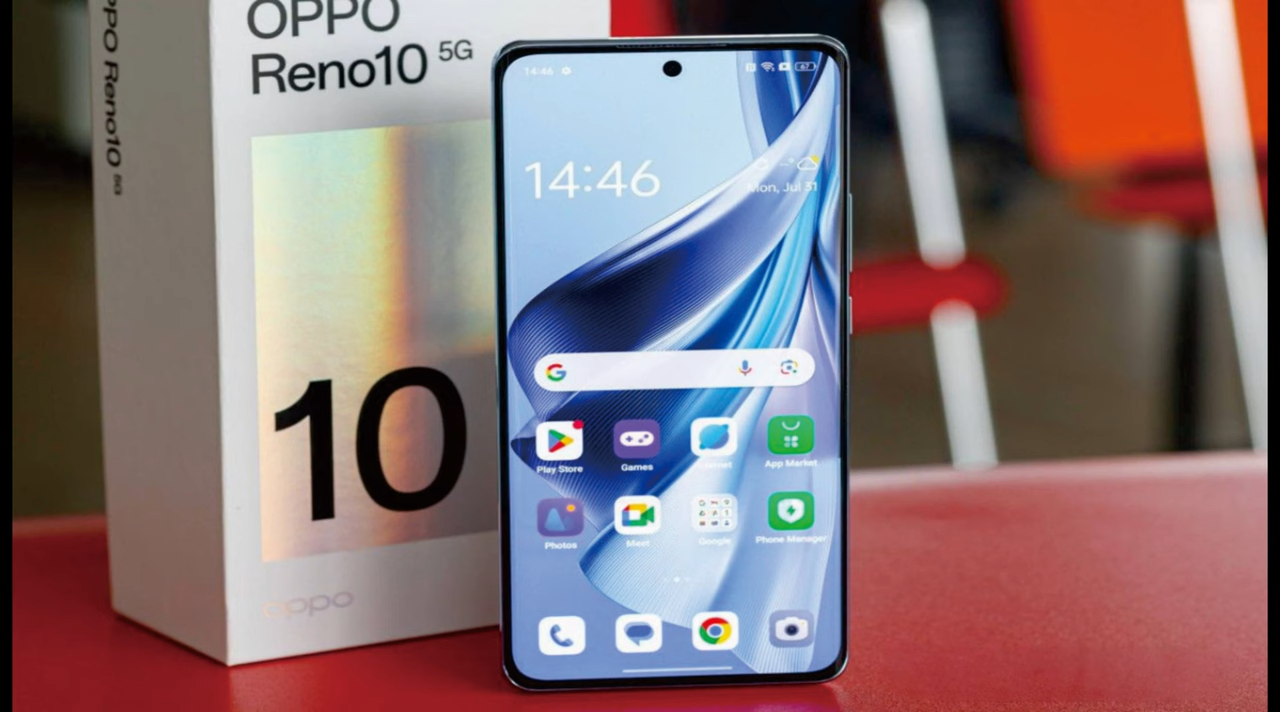 OPPO
Reno10 5G
OPPO Reno10 5G
10
oppo
14:46
67
14:46
Mon, Jul 31
Play Store
Games
App Market
Photos
Meet
Google
Phone Manager